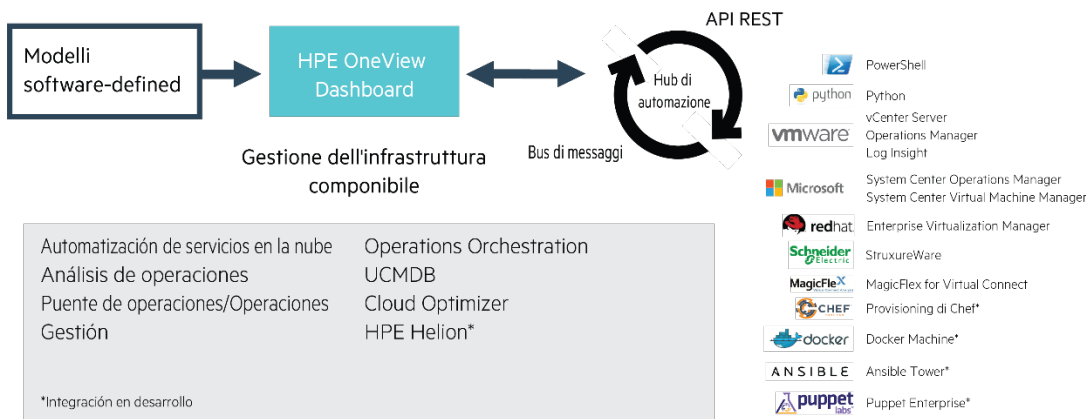 Modelli
software-defined
HPE OneView
Dashboard
Gestione dell'infrastruttura
componibile
Bus di messaggi
API REST
Hub di
automazione
PowerShell
python
Python
vmware
vCenter Server
Operations Manager
Log Insight
Microsoft
System Center Operations Manager
System Center Virtual Machine Manager
redhat
Enterprise Virtualization Manager
Schneider
Electric
StruxureWare
MagicFleX
MagicFlex for Virtual Connect
CHEF
Provisioning di Chef*
docker
Docker Machine*
ANSIBLE
Ansible Tower*
puppet
labs
Puppet Enterprise*
Automatización de servicios en la nube
Análisis de operaciones
Puente de operaciones/Operaciones
Gestión
Operations Orchestration
UCMDB
Cloud Optimizer
HPE Helion*
*Integración en desarrollo